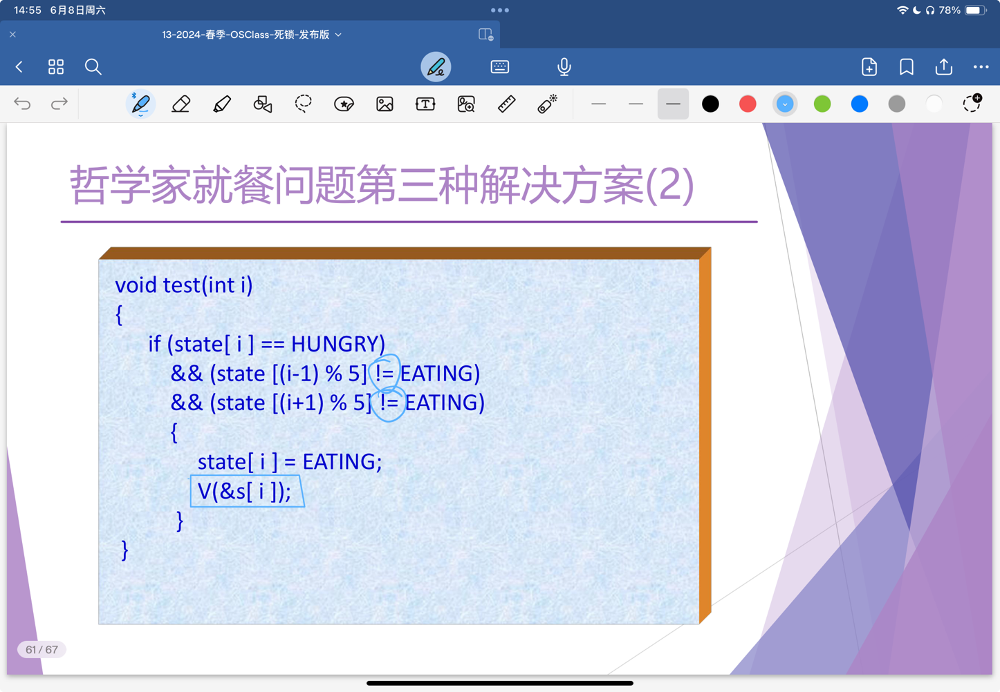 14:55 6月8日周六
78%
13-2024-春季-OSClass-死锁-发布版
哲学家就餐问题第三种解决方案(2)
void test(int i)
{
if (state[ i ] == HUNGRY)
&& (state [(i-1) % 5] != EATING)
&& (state [(i+1) % 5] != EATING)
{
state[ i ] = EATING;
V(&s[ i ]);
}
}
61 / 67